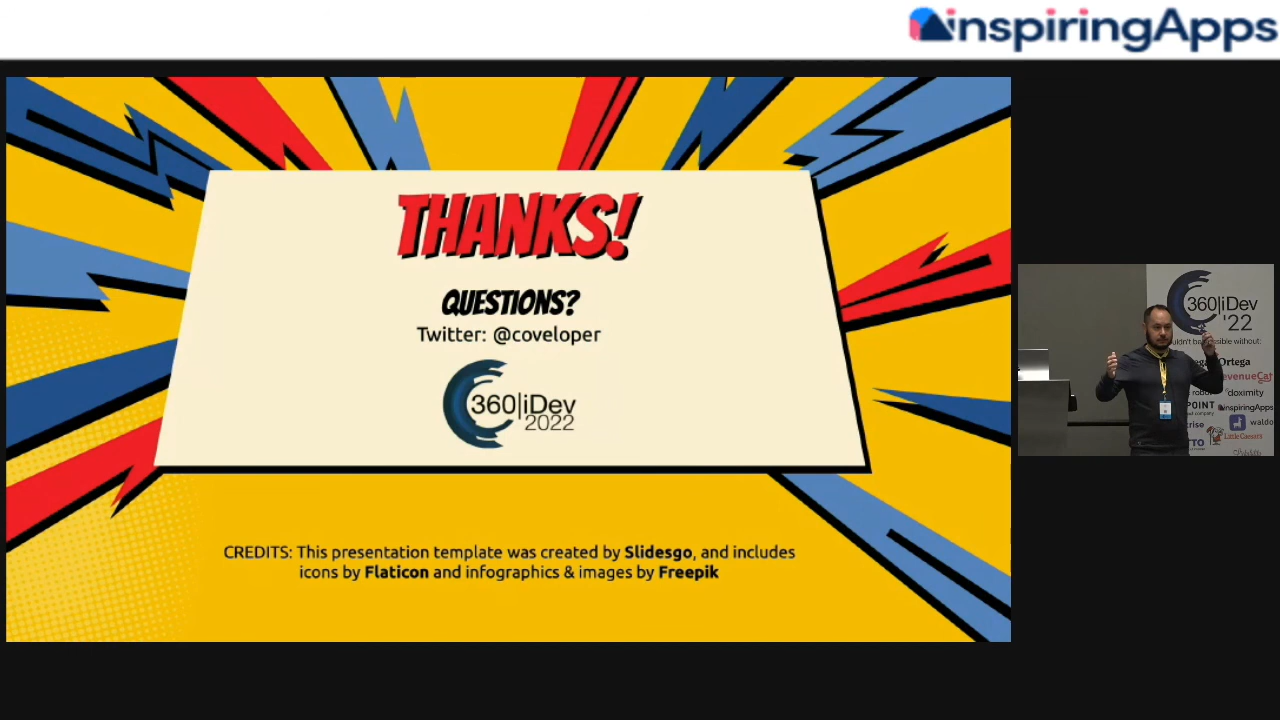 inspiringApps
THANKS!
QUESTIONS?
Twitter: @coveloper
360|iDev
2022
CREDITS: This presentation template was created by Slidesgo, and includes
icons by Flaticon and infographics & images by Freepik
360|iDev
'22
Ortega
doximity
POINT
inspiringApps
waldo
Little Caesars